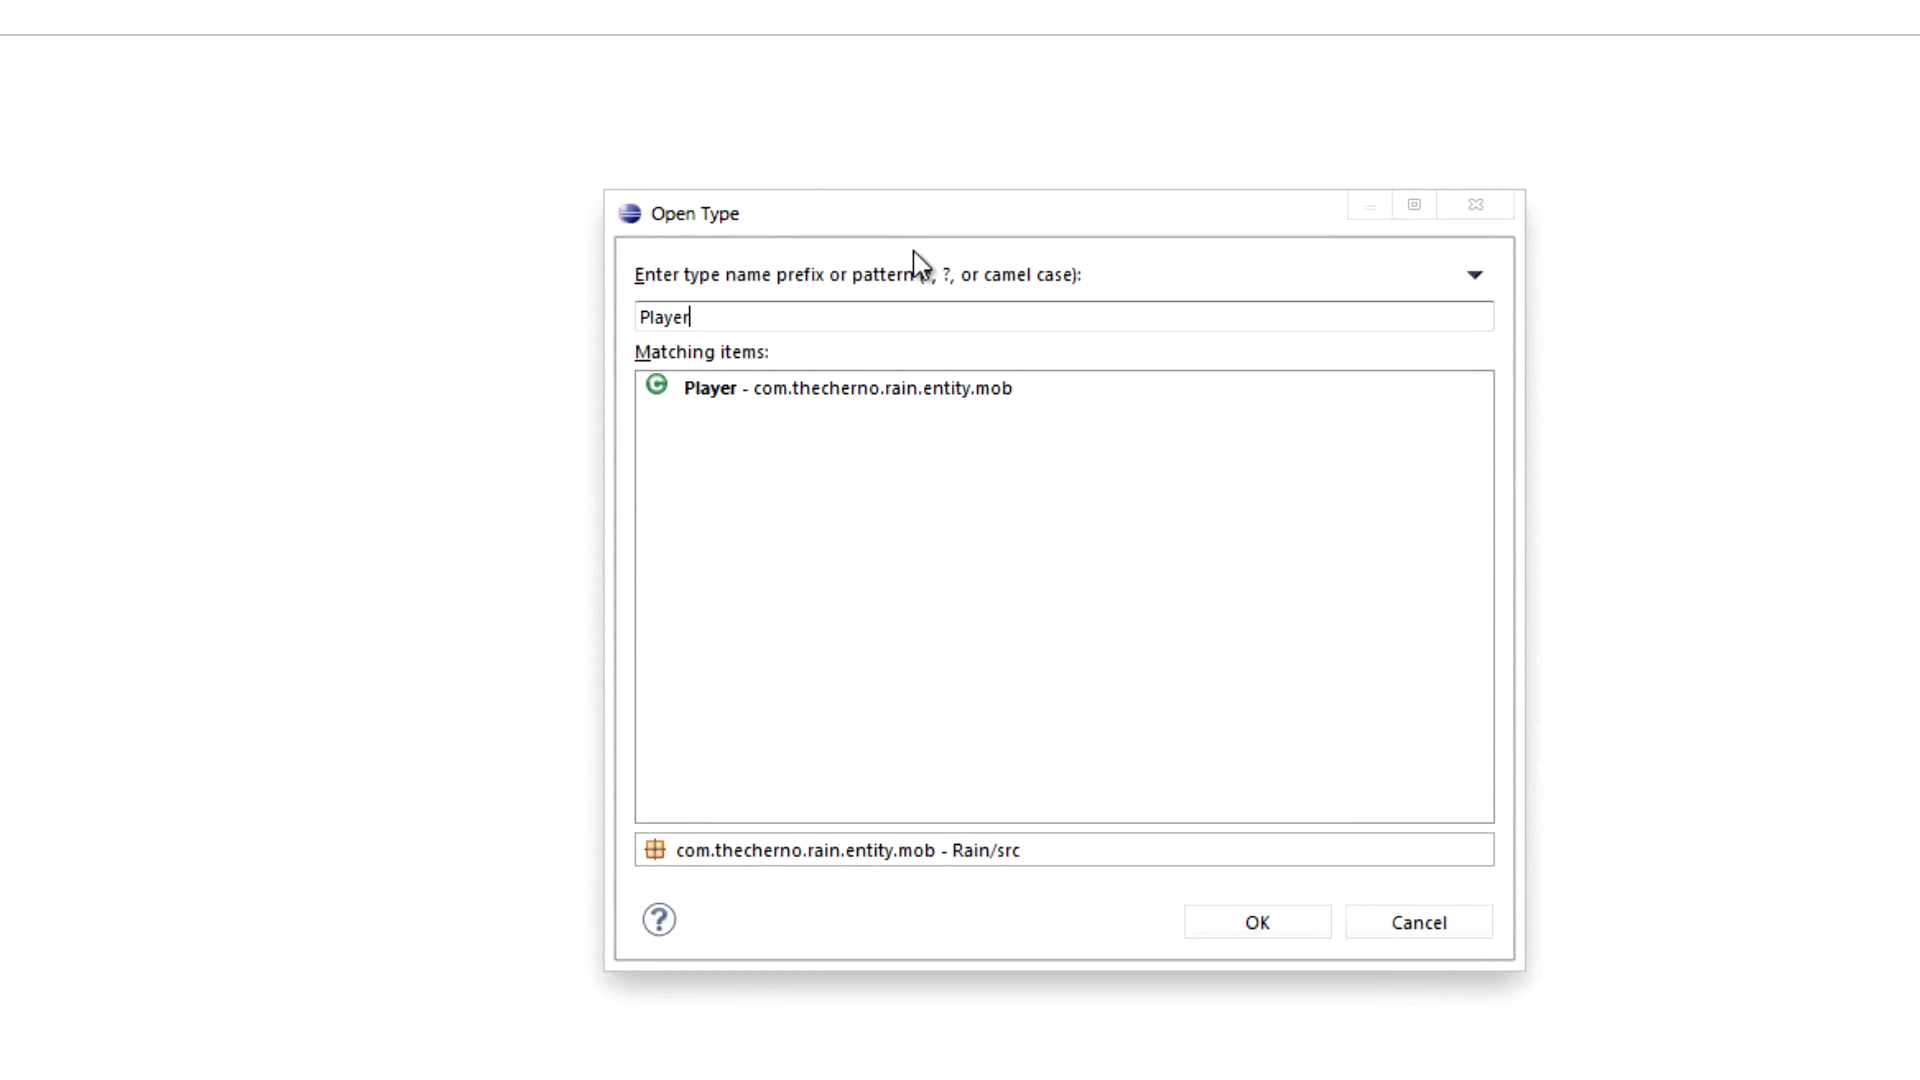 Open Type
Enter type name prefix or pattern , ?, or camel case):
Player
Matching items:
Player - com.thecherno.rain.entity.mob
com.thecherno.rain.entity.mob - Rain/src
?
OK Cancel